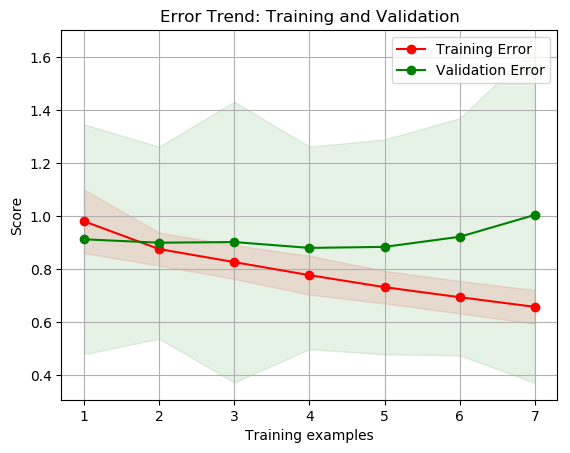 Error Trend: Training and Validation
Training Error
Validation Error
Score
1.6
1.4
1.2
1.0
0.8
0.6
0.4
1 2 3 4 5 6 7
Training examples